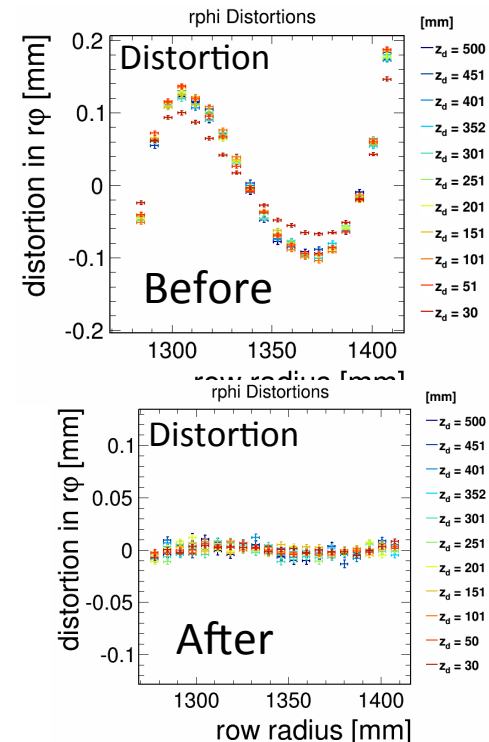 rphi Distortions
[mm]
Distortion
Before
distortion in rφ [mm]
0.2
0.1
0
-0.1
-0.2
1300
1350
1400
row radius [mm]
z_d = 500
z_d = 451
z_d = 401
z_d = 352
z_d = 301
z_d = 251
z_d = 201
z_d = 151
z_d = 101
z_d = 51
z_d = 30
rphi Distortions
[mm]
Distortion
After
distortion in rφ [mm]
0.1
0.05
0
-0.05
-0.1
1300
1350
1400
row radius [mm]
z_d = 500
z_d = 451
z_d = 401
z_d = 352
z_d = 301
z_d = 251
z_d = 201
z_d = 151
z_d = 101
z_d = 50
z_d = 30